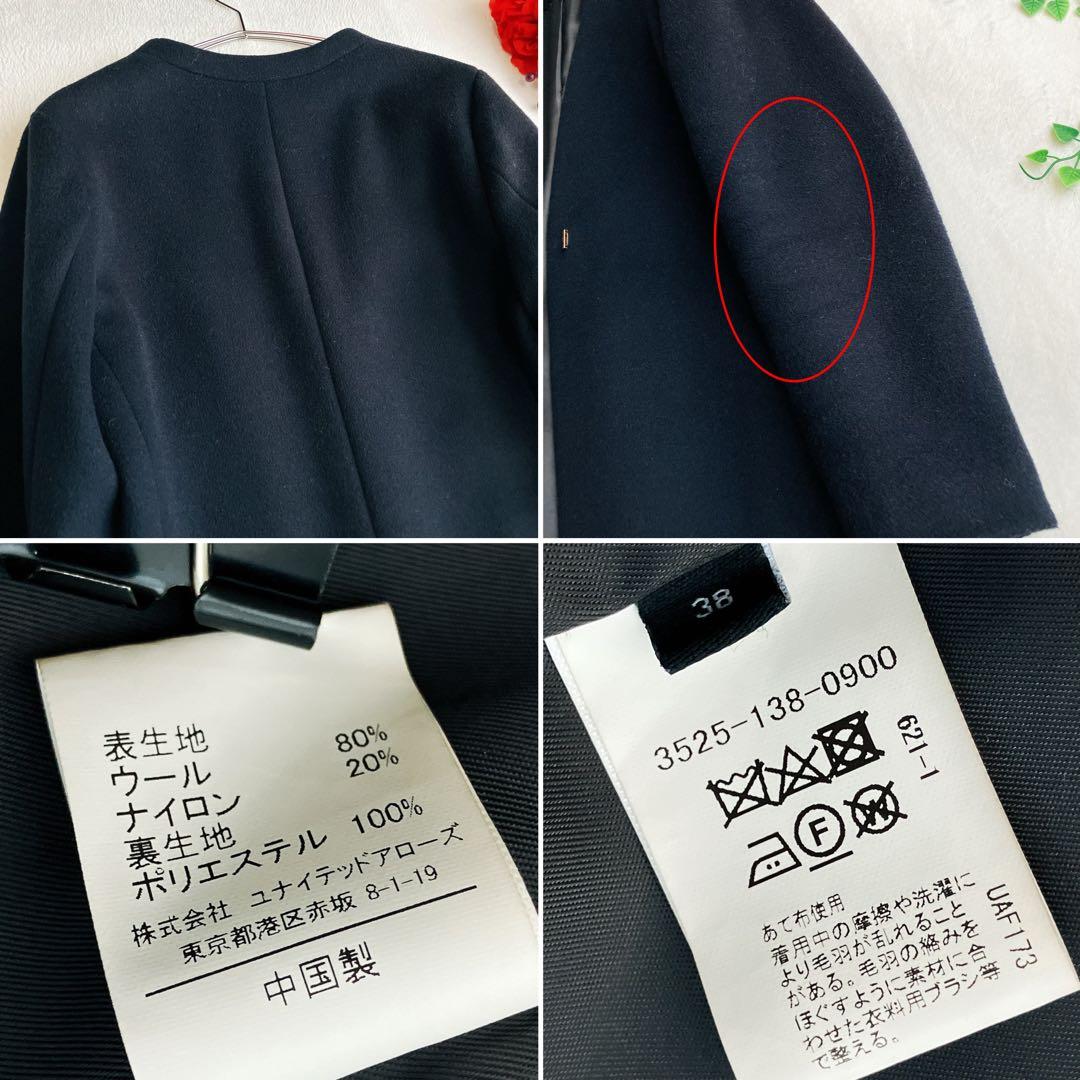 表生地
ウール 80%
ナイロン 20%
裏生地
ポリエステル 100%
株式会社 ユナイテッドアローズ
東京都港区赤坂 8-1-19
中国製
38
3525-138-0900
621-1
F
W
あて布使用
着用中の摩擦や洗濯に
より毛羽が乱れること
がある。毛羽の縮みを
ほぐすように素材に合
わせた衣料用ブラシ等
で整える。
UAF173